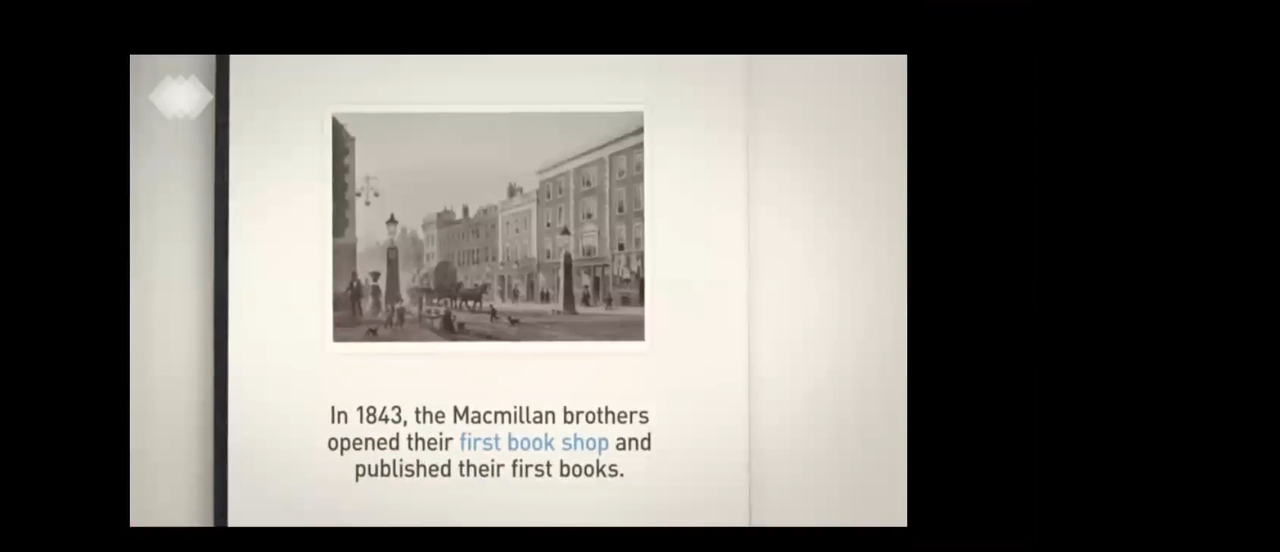 In 1843, the Macmillan brothers
opened their first book shop and
published their first books.